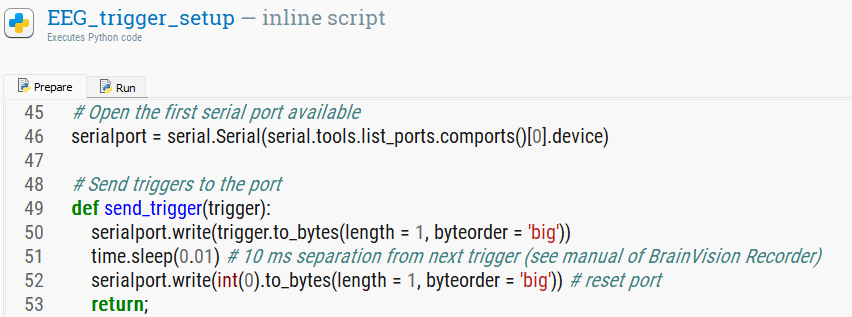 EEG_trigger_setup — inline script
Executes Python code
Prepare Run
45 # Open the first serial port available
46 serialport = serial.Serial(serial.tools.list_ports.comports()[0].device)
47
48 # Send triggers to the port
49 def send_trigger(trigger):
50 serialport.write(trigger.to_bytes(length = 1, byteorder = 'big'))
51 time.sleep(0.01) # 10 ms separation from next trigger (see manual of BrainVision Recorder)
52 serialport.write(int(0).to_bytes(length = 1, byteorder = 'big')) # reset port
53 return;